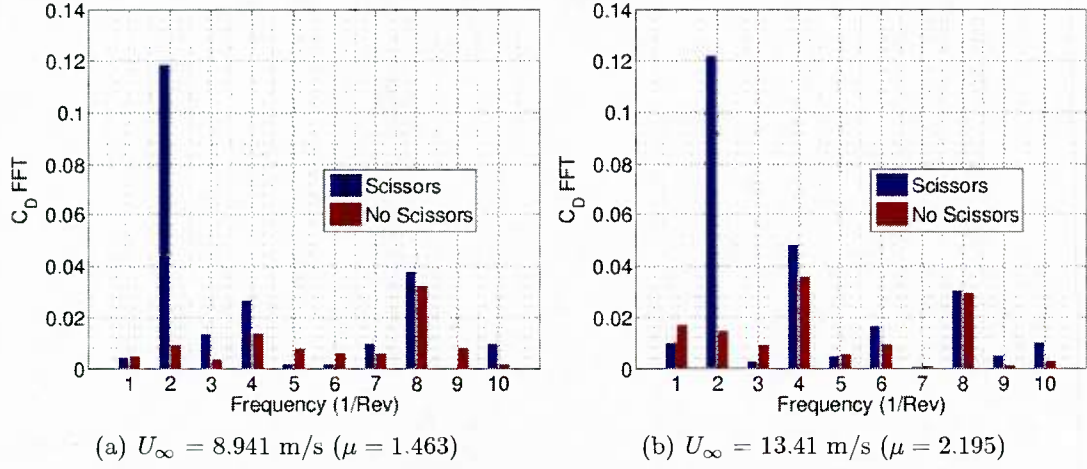 0.14
0.12
0.1
0.08
0.06
0.04
0.02
0
C_D FFT
Scissors
No Scissors
1 2 3 4 5 6 7 8 9 10
Frequency (1/Rev)
(a) U∞ = 8.941 m/s (μ = 1.463)
0.14
0.12
0.1
0.08
0.06
0.04
0.02
0
C_D FFT
Scissors
No Scissors
1 2 3 4 5 6 7 8 9 10
Frequency (1/Rev)
(b) U∞ = 13.41 m/s (μ = 2.195)